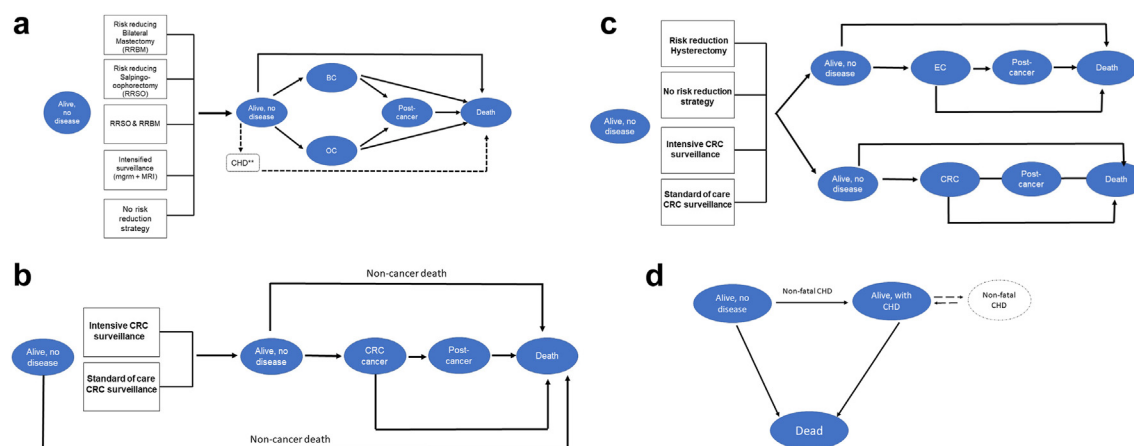 a
Alive,
no
disease
Risk reducing
Bilateral
Mastectomy
(RRBM)
Risk reducing
Salpingo-
oophorectomy
(RRSO)
RRSO & RRBM
Intensified
surveillance
(mgrm + MRI)
No risk
reduction
strategy
Alive, no
disease
BC
OC
Post-
cancer
Death
CHD**
b
Alive, no
disease
Intensive CRC
surveillance
Standard of care
CRC surveillance
Non-cancer death
Alive, no
disease
CRC
cancer
Post-
cancer
Death
Non-cancer death
c
Alive, no
disease
Risk reduction
Hysterectomy
No risk reduction
strategy
Intensive CRC
surveillance
Standard of care
CRC surveillance
Alive, no
disease
EC
Post-
cancer
Death
Alive, no
disease
CRC
Post-
cancer
Death
d
Alive, no
disease
Non-fatal CHD
Alive, with
CHD
Non-fatal
CHD
Dead